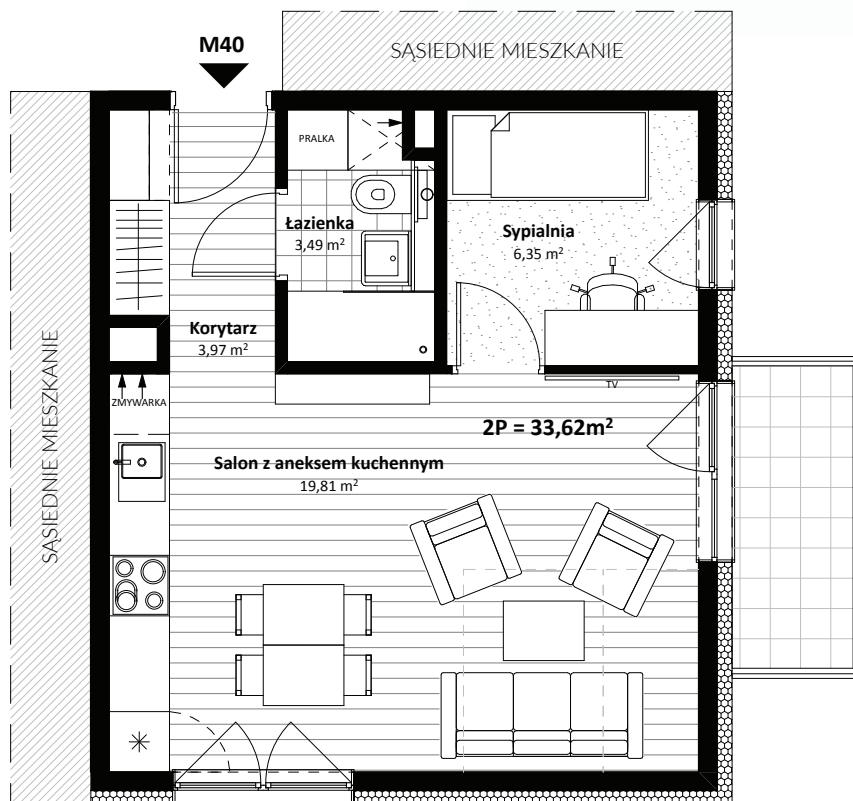 M40
SĄSIEDNIE MIESZKANIE
PRALKA
Łazienka
3,49 m²
Sypialnia
6,35 m²
Korytarz
3,97 m²
SĄSIEDNIE MIESZKANIE
ZMYWARKA
TV
2P = 33,62m²
Salon z aneksem kuchennym
19,81 m²